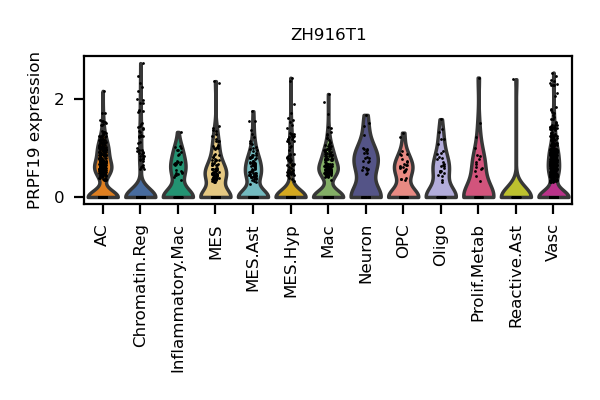 ZH916T1
PRPF19 expression
2
0
AC
Chromatin.Reg
Inflammatory.Mac
MES
MES.Ast
MES.Hyp
Mac
Neuron
OPC
Oligo
Prolif.Metab
Reactive.Ast
Vasc